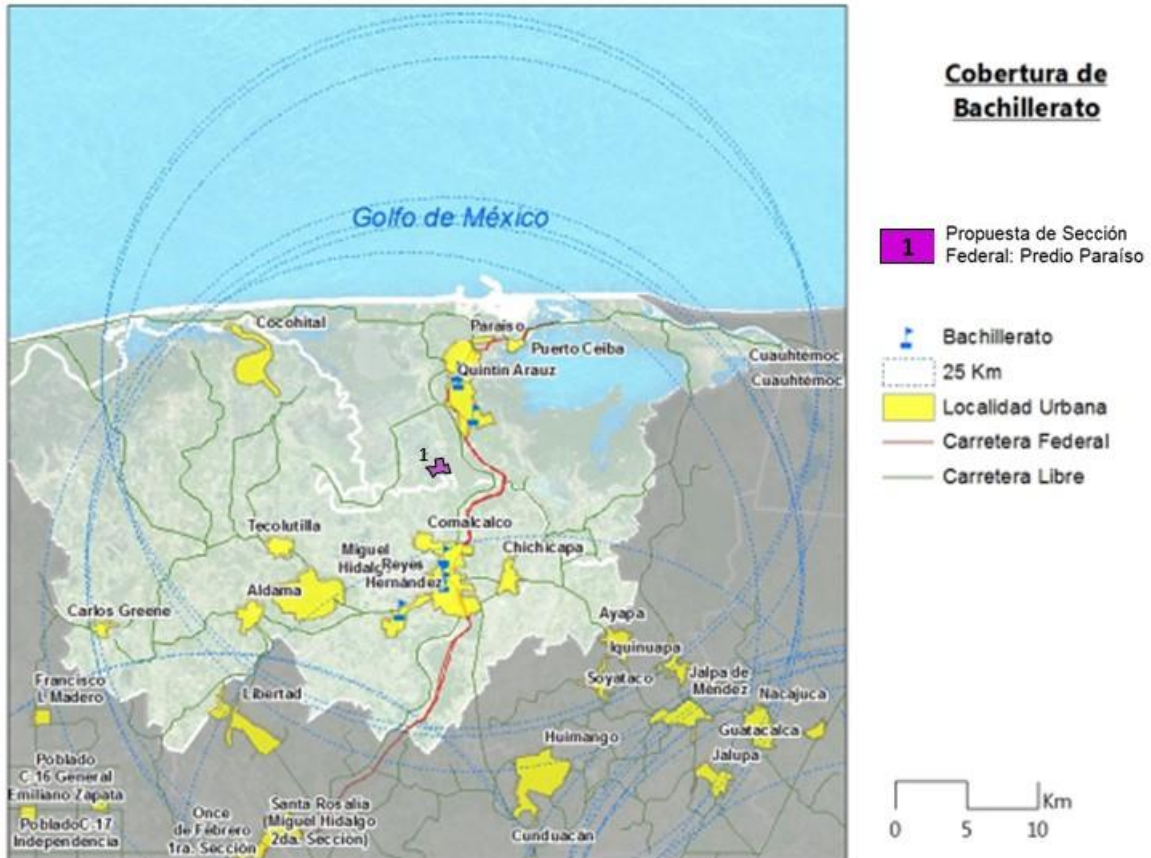 Golfo de México
Cocohital
Paraíso
Puerto Ceiba
Quintín Arauz
Cuauhtémoc
Cuauhtémoc
1
Tecolutilla
Comalcalco
Miguel
Hidalgo
Reyes
Hernández
Chichicapa
Aldama
Carlos Greene
Ayapa
Iquinuapa
Soyataco
Jalpa de
Méndez
Nacajuca
Guatacalca
Jalupa
Francisco
I. Madero
Libertad
Huimango
Poblado
C.16 General
Emiliano Zapata
Poblado C.17
Independencia
Once
de Febrero
1ra. Sección
Santa Rosalía
(Miguel Hidalgo
2da. Sección)
Cunduacán
Cobertura de
Bachillerato
1
Propuesta de Sección
Federal: Predio Paraíso
Bachillerato
25 Km
Localidad Urbana
Carretera Federal
Carretera Libre
Km
0 5 10